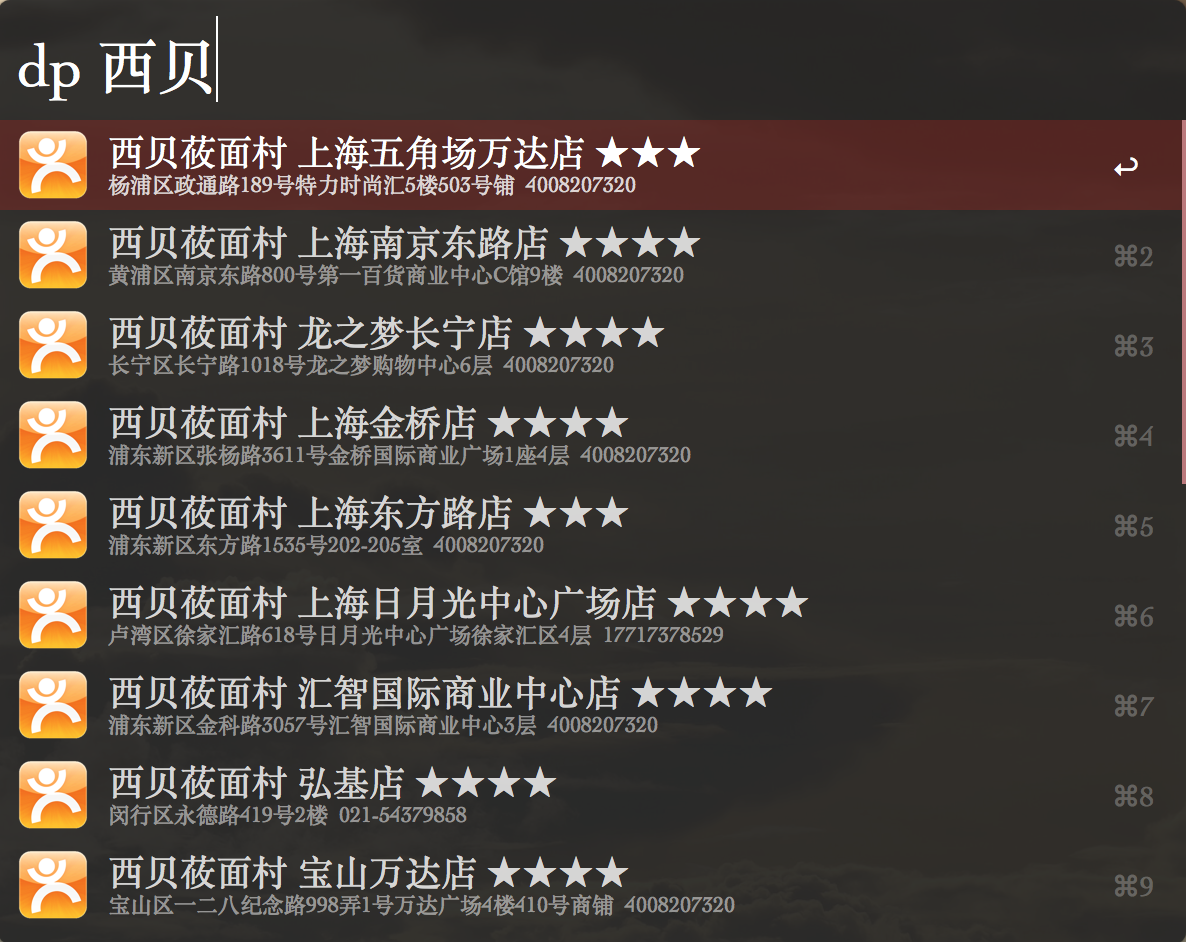 dp 西贝
西贝莜面村 上海五角场万达店 ★★★
杨浦区政通路189号特力时尚汇5楼503号铺 4008207320
西贝莜面村 上海南京东路店 ★★★★
黄浦区南京东路800号第一百货商业中心C馆9楼 4008207320
⌘2
西贝莜面村 龙之梦长宁店 ★★★★
长宁区长宁路1018号龙之梦购物中心6层 4008207320
⌘3
西贝莜面村 上海金桥店 ★★★★
浦东新区张杨路3611号金桥国际商业广场1座4层 4008207320
⌘4
西贝莜面村 上海东方路店 ★★★
浦东新区东方路1535号202-205室 4008207320
⌘5
西贝莜面村 上海日月光中心广场店 ★★★★
卢湾区徐家汇路618号日月光中心广场徐家汇区4层 17717378529
⌘6
西贝莜面村 汇智国际商业中心店 ★★★★
浦东新区金科路3057号汇智国际商业中心3层 4008207320
⌘7
西贝莜面村 弘基店 ★★★★
闵行区永德路419号2楼 021-54379858
⌘8
西贝莜面村 宝山万达店 ★★★★
宝山区一二八纪念路998弄1号万达广场4楼410号商铺 4008207320
⌘9